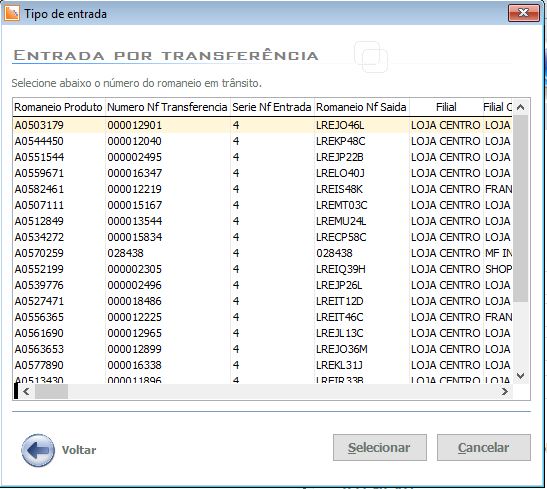 Tipo de entrada
ENTRADA POR TRANSFERÊNCIA
Selecione abaixo o número do romaneio em trânsito.
Romaneio Produto Numero Nf Transferencia Serie Nf Entrada Romaneio Nf Saida Filial Filial C
A0503179 000012901 4 LREJO46L LOJA CENTRO LOJA
A0544450 000012040 4 LREKP48C LOJA CENTRO LOJA
A0551544 000002495 4 LREJP22B LOJA CENTRO LOJA
A0559671 000016347 4 LRELO40J LOJA CENTRO LOJA
A0582461 000012219 4 LREIS48K LOJA CENTRO FRAN
A0507111 000015167 4 LREMT03C LOJA CENTRO LOJA
A0512849 000013544 4 LREMU24L LOJA CENTRO LOJA
A0534272 000015834 4 LRECP58C LOJA CENTRO LOJA
A0570259 028438 4 028438 LOJA CENTRO MF IN
A0552199 000002305 4 LREIQ39H LOJA CENTRO SHOP
A0539776 000002496 4 LREJP26L LOJA CENTRO LOJA
A0527471 000018486 4 LREIT12D LOJA CENTRO LOJA
A0556365 000012225 4 LREIT46C LOJA CENTRO FRAN
A0561690 000012965 4 LREJL13C LOJA CENTRO LOJA
A0563653 000012899 4 LREJO36M LOJA CENTRO LOJA
A0577890 000016338 4 LREKL31J LOJA CENTRO LOJA
A0513430 000011896 4 LREIR33B LOJA CENTRO LOJA
Voltar Selecionar Cancelar